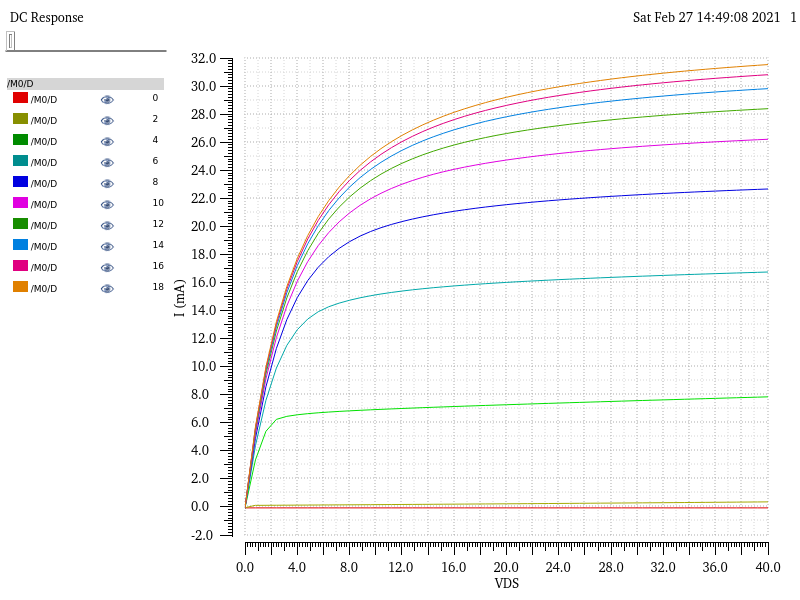 DC Response
Sat Feb 27 14:49:08 2021 1
/M0/D
/M0/D 0
/M0/D 2
/M0/D 4
/M0/D 6
/M0/D 8
/M0/D 10
/M0/D 12
/M0/D 14
/M0/D 16
/M0/D 18
I (mA)
32.0
30.0
28.0
26.0
24.0
22.0
20.0
18.0
16.0
14.0
12.0
10.0
8.0
6.0
4.0
2.0
0.0
-2.0
0.0 4.0 8.0 12.0 16.0 20.0 24.0 28.0 32.0 36.0 40.0
VDS